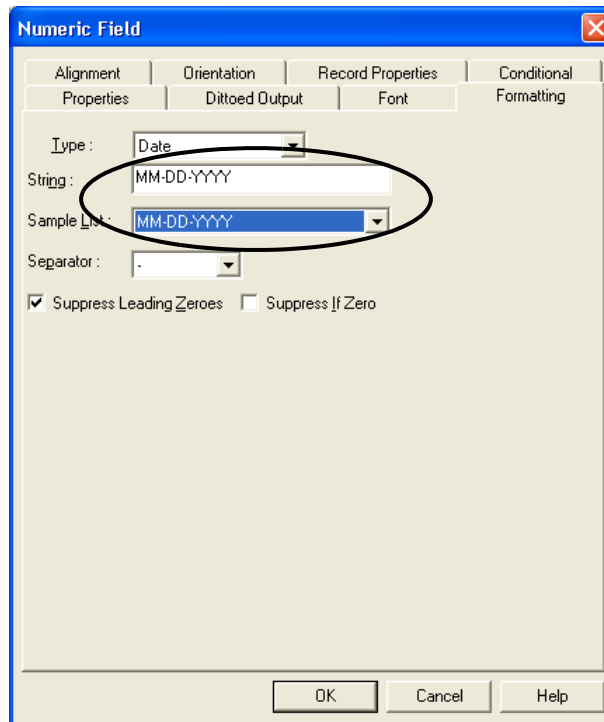 Numeric Field
Alignment Orientation Record Properties Conditional
Properties Dittoed Output Font Formatting
Type : Date
String : MM-DD-YYYY
Sample List : MM-DD-YYYY
Separator : -
Suppress Leading Zeroes Suppress If Zero
OK Cancel Help